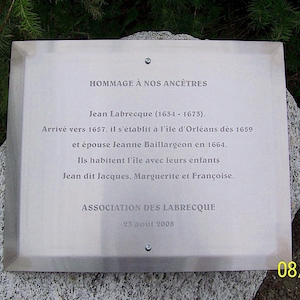 HOMMAGE À NOS ANCÊTRES
Jean Labrecque (1634 - 1673).
Arrivé vers 1657, il s'établit à l'île d'Orléans dès 1659
et épouse Jeanne Baillargeon en 1664.
Ils habitent l'île avec leurs enfants
Jean dit Jacques, Marguerite et Françoise.
ASSOCIATION DES LABRECQUE
23 août 2008
08